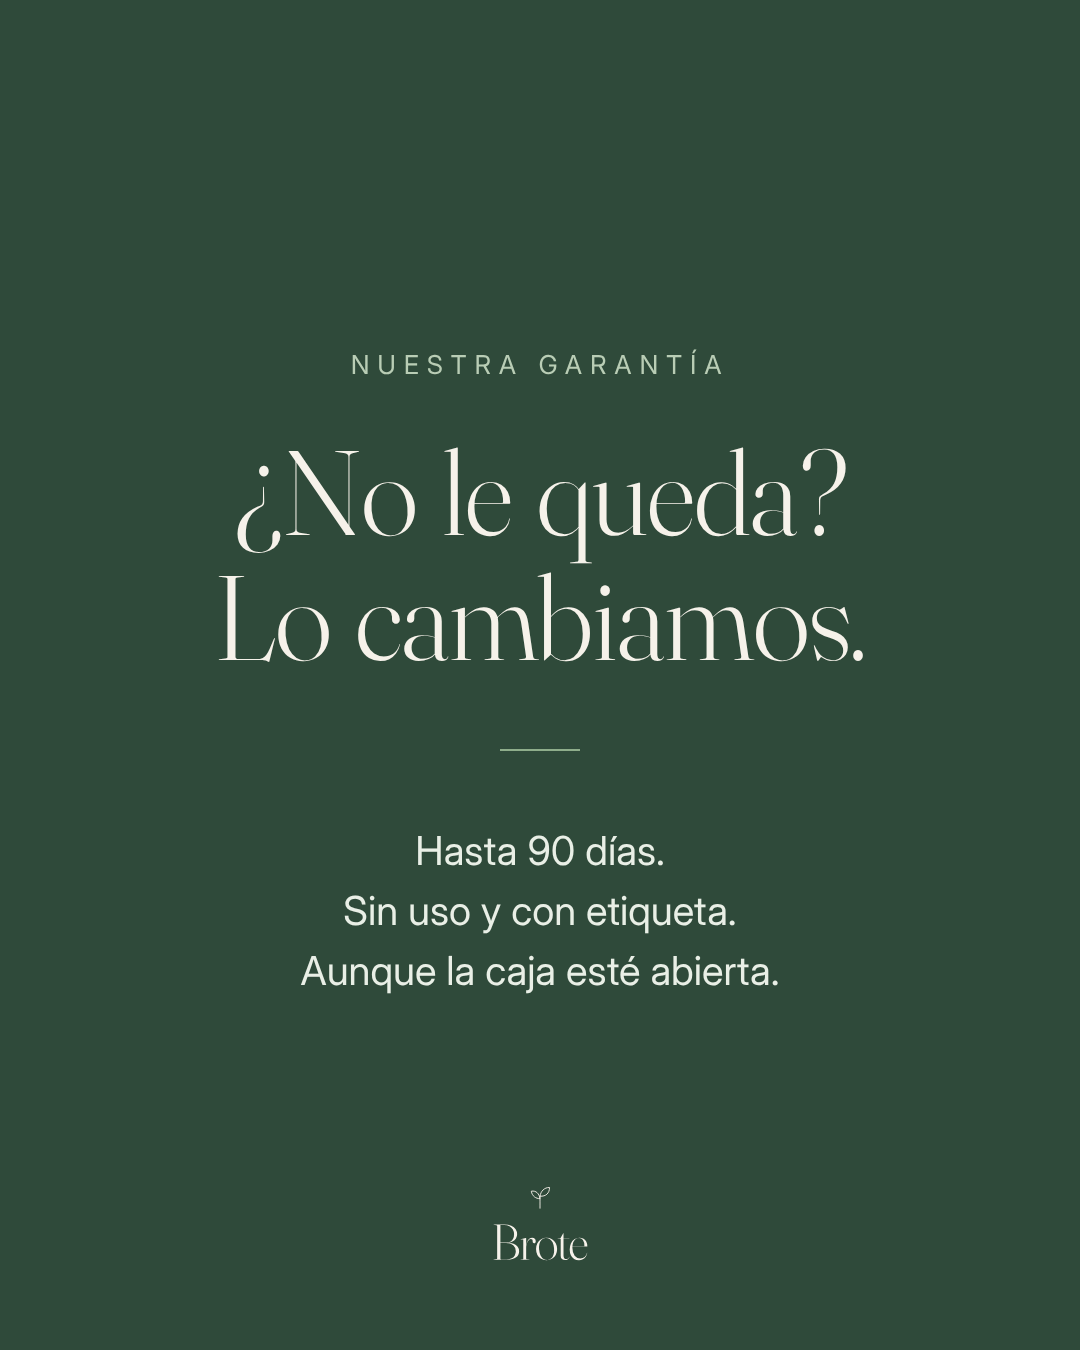 NUESTRA GARANTÍA
¿No le queda?
Lo cambiamos.
Hasta 90 días.
Sin uso y con etiqueta.
Aunque la caja esté abierta.
Brote